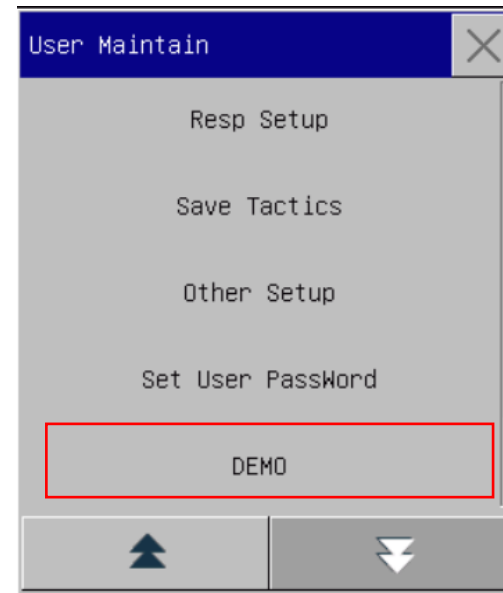 User Maintain
Resp Setup
Save Tactics
Other Setup
Set User PassWord
DEMO